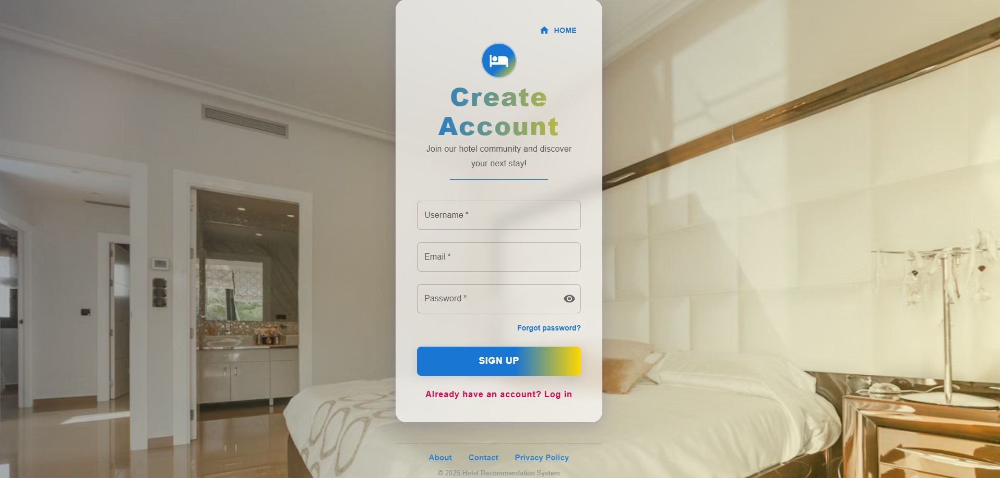 HOME
Create
Account
Join our hotel community and discover
your next stay!
Username *
Email *
Password *
Forgot password?
SIGN UP
Already have an account? Log in
About Contact Privacy Policy
© 2025 Hotel Recommendation System